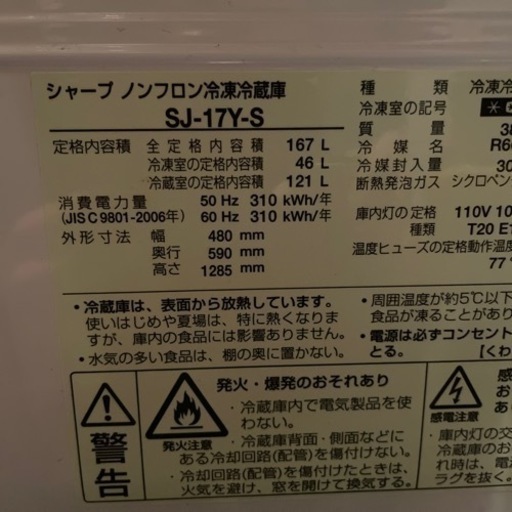 シャープ ノンフロン冷凍冷蔵庫
SJ-17Y-S
定格内容積 全定格内容積 167 L
冷凍室の定格内容積 46 L
冷蔵室の定格内容積 121 L
消費電力量 50 Hz 310 kWh/年
(JIS C 9801-2006年) 60 Hz 310 kWh/年
外形寸法 幅 480 mm
奥行 590 mm
高さ 1285 mm
種類 冷凍冷
冷凍室の記号
質量
冷媒名
冷媒封入量
断熱発泡ガス シクロペン
庫内灯の定格 110V 10
種類 T20 E1
温度ヒューズの定格動作温度
77
・冷蔵庫は、表面から放熱しています。
使いはじめや夏場は、特に熱くなりま
すが、庫内の食品には影響ありません。
・水気の多い食品は、棚の奥に置かない。
・周囲温度が約5℃以下
食品が凍ることがあり
・電源は必ずコンセント
とる。 [くわ
警告
発火注意
発火・爆発のおそれあり
・冷蔵庫内で電気製品を使
わない。
・冷蔵庫背面・側面などに
ある冷却回路(配管)を傷付けない。
・冷却回路(配管)を傷付けたときは、
火気を避け、窓を開けて換気する。
感電注意
・庫内灯の交
れ時は、電
ラグを抜く。